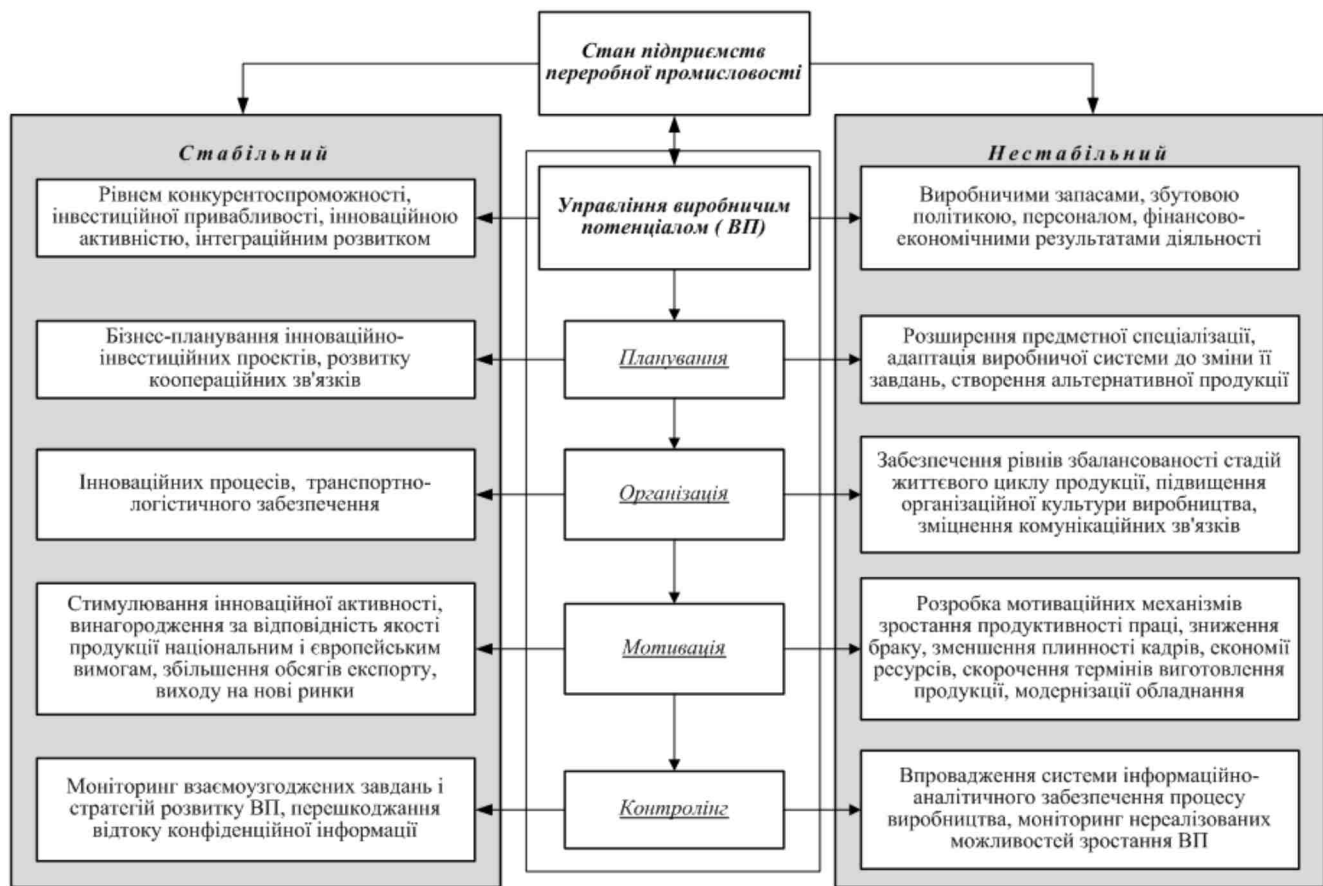 Стан підприємств
переробної промисловості
Стабільний
Нестабільний
Рівнем конкурентоспроможності,
інвестиційної привабливості, інноваційною
активністю, інтеграційним розвитком
Управління виробничим
потенціалом ( ВП)
Виробничими запасами, збутовою
політикою, персоналом, фінансово-
економічними результатами діяльності
Бізнес-планування інноваційно-
інвестиційних проектів, розвитку
коопераційних зв'язків
Планування
Розширення предметної спеціалізації,
адаптація виробничої системи до зміни її
завдань, створення альтернативної продукції
Інноваційних процесів, транспортно-
логістичного забезпечення
Організація
Забезпечення рівнів збалансованості стадій
життєвого циклу продукції, підвищення
організаційної культури виробництва,
зміцнення комунікаційних зв'язків
Стимулювання інноваційної активності,
винагородження за відповідність якості
продукції національним і європейським
вимогам, збільшення обсягів експорту,
виходу на нові ринки
Мотивація
Розробка мотиваційних механізмів
зростання продуктивності праці, зниження
браку, зменшення плинності кадрів, економії
ресурсів, скорочення термінів виготовлення
продукції, модернізації обладнання
Моніторинг взаємоузгоджених завдань і
стратегій розвитку ВП, перешкоджання
відтоку конфіденційної інформації
Контролінг
Впровадження системи інформаційно-
аналітичного забезпечення процесу
виробництва, моніторинг нереалізованих
можливостей зростання ВП